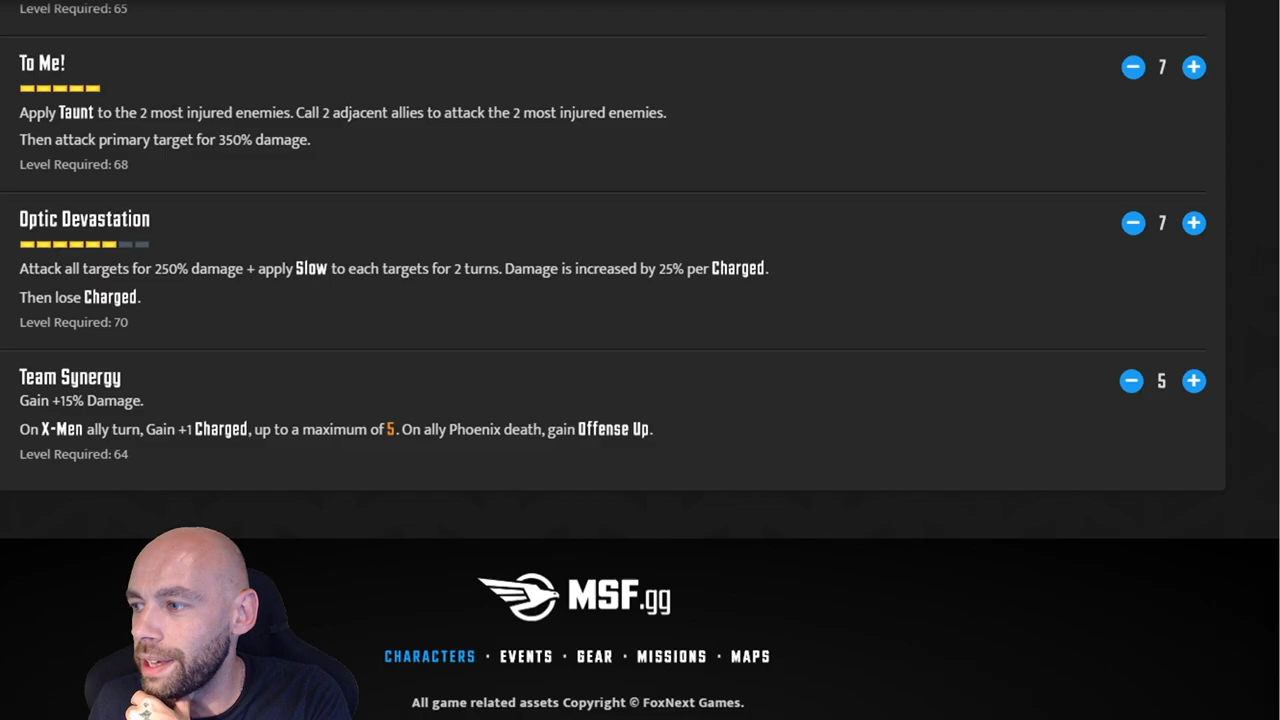 Level Required: 65
To Me!
7
Apply Taunt to the 2 most injured enemies. Call 2 adjacent allies to attack the 2 most injured enemies.
Then attack primary target for 350% damage.
Level Required: 68
Optic Devastation
7
Attack all targets for 250% damage + apply Slow to each targets for 2 turns. Damage is increased by 25% per Charged.
Then lose Charged.
Level Required: 70
Team Synergy
5
Gain +15% Damage.
On X-Men ally turn, Gain +1 Charged, up to a maximum of 5. On ally Phoenix death, gain Offense Up.
Level Required: 64
MSF.gg
CHARACTERS · EVENTS · GEAR · MISSIONS · MAPS
All game related assets Copyright © FoxNext Games.